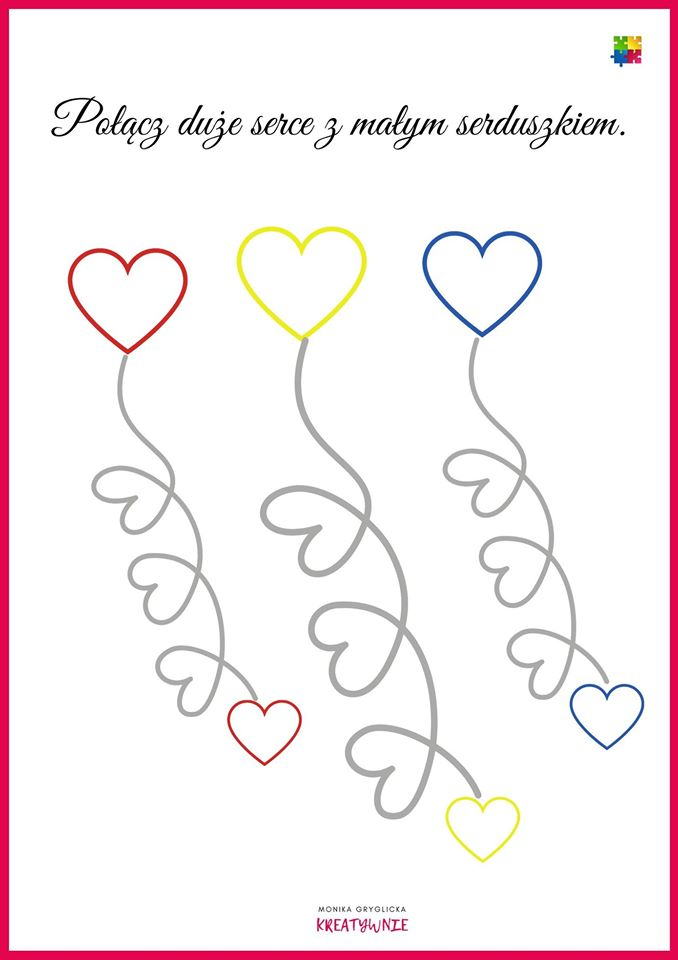 Połącz duże serce z małym serduszkiem.
MONIKA GRYGLICKA
KREATYWNIE